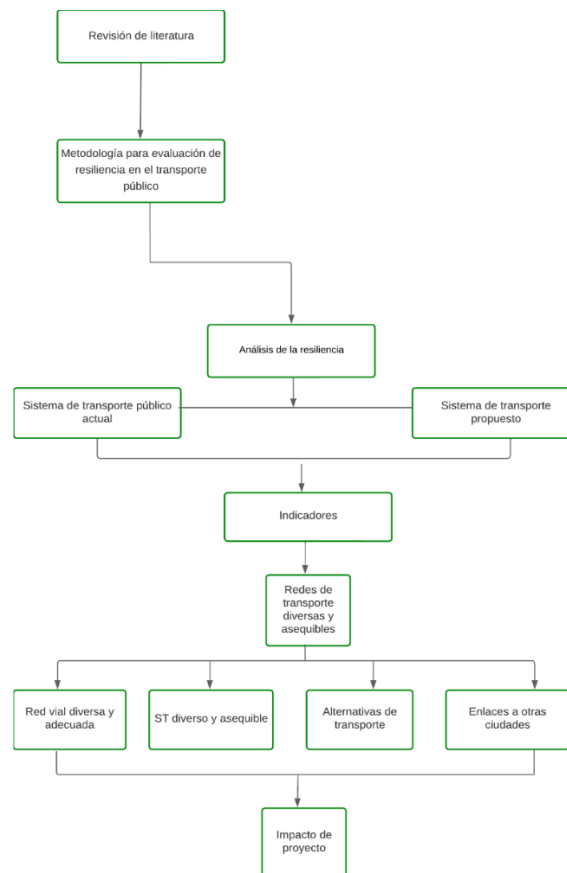 Revisión de literatura
Metodología para evaluación de
resiliencia en el transporte
público
Análisis de la resiliencia
Sistema de transporte público
actual
Sistema de transporte
propuesto
Indicadores
Redes de
transporte
diversas y
asequibles
Red vial diversa y
adecuada
ST diverso y asequible
Alternativas de
transporte
Enlaces a otras
ciudades
Impacto de
proyecto